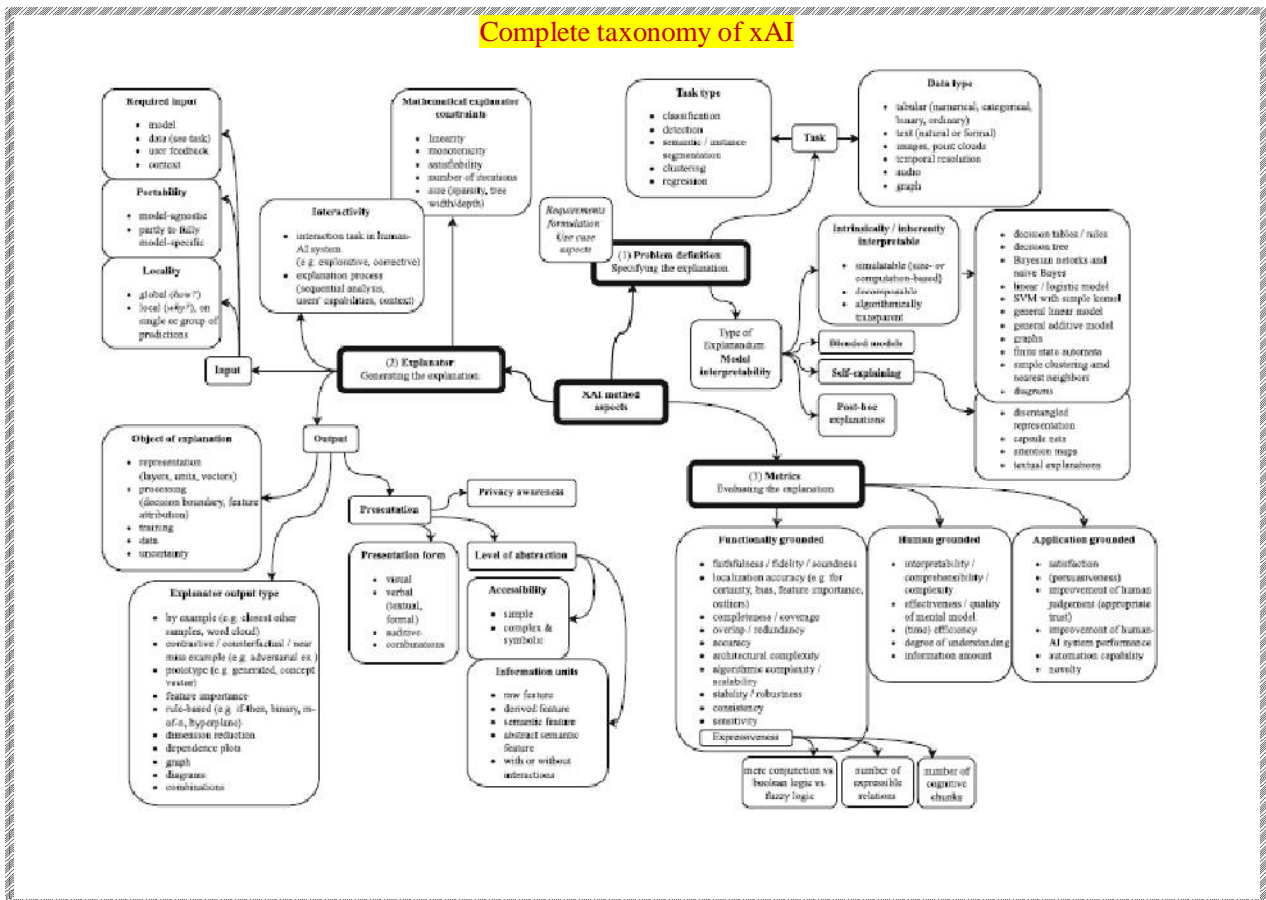 Complete taxonomy of xAI
Required input
• model
• data (see task)
• user feedback
• context
Portability
• model-agnostic
• partly to fully
model-specific
Locality
• global (how?)
• local (why?), on
single or group of
predictions
Input
Mathematical explanator
constraints
• linearity
• monotonicity
• satisfiability
• number of iterations
• size (sparsity, tree
width/depth)
Interactivity
• interaction task in human-
AI system
(e.g. explorative, corrective)
• explanation process
(sequential analysis,
users' capabilities, context)
(2) Explanator
Generating the explanation.
Task type
• classification
• detection
• semantic / instance
segmentation
• clustering
• regression
Task
Data type
• tabular (numerical, categorical,
binary, ordinary)
• text (natural or formal)
• images, point clouds
• temporal resolution
• audio
• graph
Requirements
formulation
Use case
aspects
(1) Problem definition
Specifying the explanation.
Intrinsically / inherently
interpretable
• simulatable (size- or
computation-based)
• decomposable
• algorithmically
transparent
• decision tables / rules
• decision tree
• Bayesian networks and
naive Bayes
• linear / logistic model
• SVM with simple kernel
• general linear model
• general additive model
• graphs
• finite state automata
• simple clustering and
nearest neighbors
• diagrams
Type of
Explanandum:
Model
interpretability
Blended models
Self-explaining
Post-hoc
explanations
• disentangled
representation
• capsule nets
• attention maps
• textual explanations
XAI method
aspects
Object of explanation
• representation
(layers, units, vectors)
• processing
(decision boundary, feature
attribution)
• training
• data
• uncertainty
Output
Presentation
Privacy awareness
Presentation form
• visual
• verbal
(textual,
formal)
• auditive
• combinations
Level of abstraction
Accessibility
• simple
• complex &
symbolic
Information units
• raw feature
• derived feature
• semantic feature
• abstract semantic
feature
• with or without
interactions
Explanator output type
• by example (e.g. closest other
samples, word cloud)
• contrastive / counterfactual / near
miss example (e.g. adversarial ex.)
• prototype (e.g. generated, concept
vector)
• feature importance
• rule-based (e.g. if-then, binary, m-
of-n, hyperplane)
• dimension reduction
• dependence plots
• graph
• diagrams
• combinations
(3) Metrics
Evaluating the explanation
Functionally grounded
• faithfulness / fidelity / soundness
• localization accuracy (e.g. for
certainty, bias, feature importance,
outliers)
• completeness / coverage
• overlap / redundancy
• accuracy
• architectural complexity
• algorithmic complexity /
scalability
• stability / robustness
• consistency
• sensitivity
Expressiveness
mere conjunction vs.
boolean logic vs.
fuzzy logic
number of
expressible
relations
number of
cognitive
chunks
Human grounded
• interpretability /
comprehensibility /
complexity
• effectiveness / quality
of mental model
• (time) efficiency
• degree of understanding
• information amount
Application grounded
• satisfaction
• (persuasiveness)
• improvement of human
judgement (appropriate
trust)
• improvement of human-
AI system performance
• automation capability
• novelty